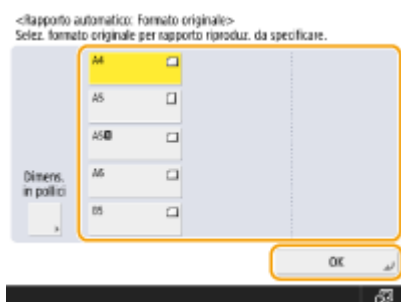 <Rapporto automatico: Formato originale>
Selez. formato originale per rapporto riproduz. da specificare.
A4
A5
A5R
A6
B5
Dimens.
in pollici
OK